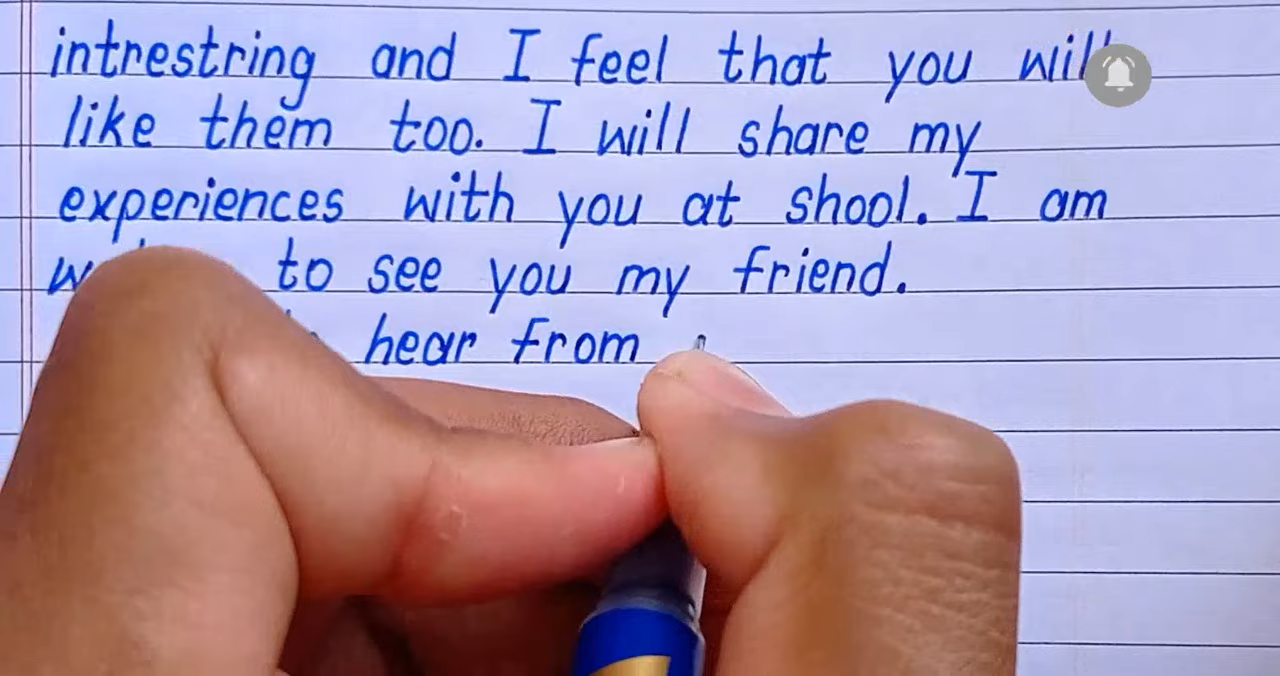 intrestring and I feel that you will
like them too. I will share my
experiences with you at shool. I am
to see you my friend.
hear from